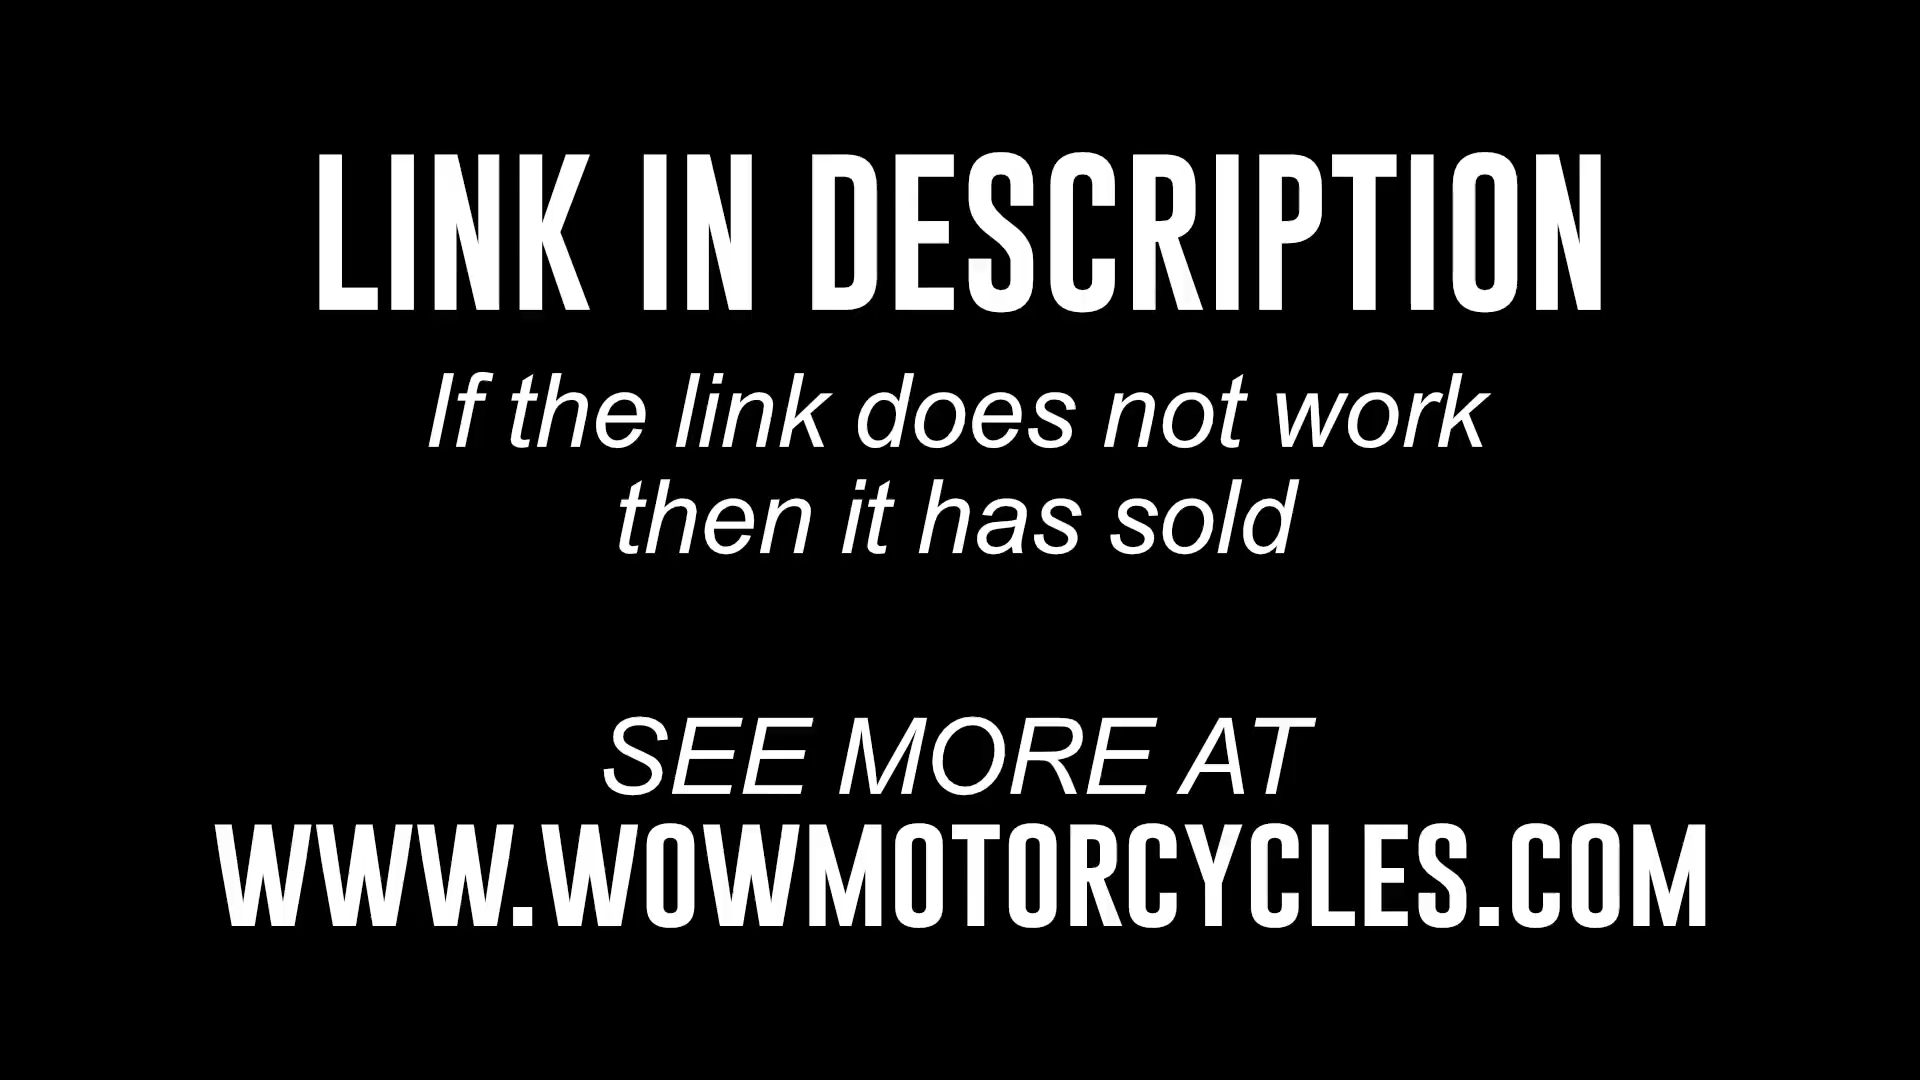 LINK IN DESCRIPTION
If the link does not work
then it has sold
SEE MORE AT
WWW.WOWMOTORCYCLES.COM